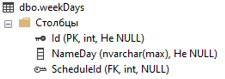 dbo.weekDays
Столбцы
Id (PK, int, Не NULL)
NameDay (nvarchar(max), Не NULL)
ScheduleId (FK, int, NULL)